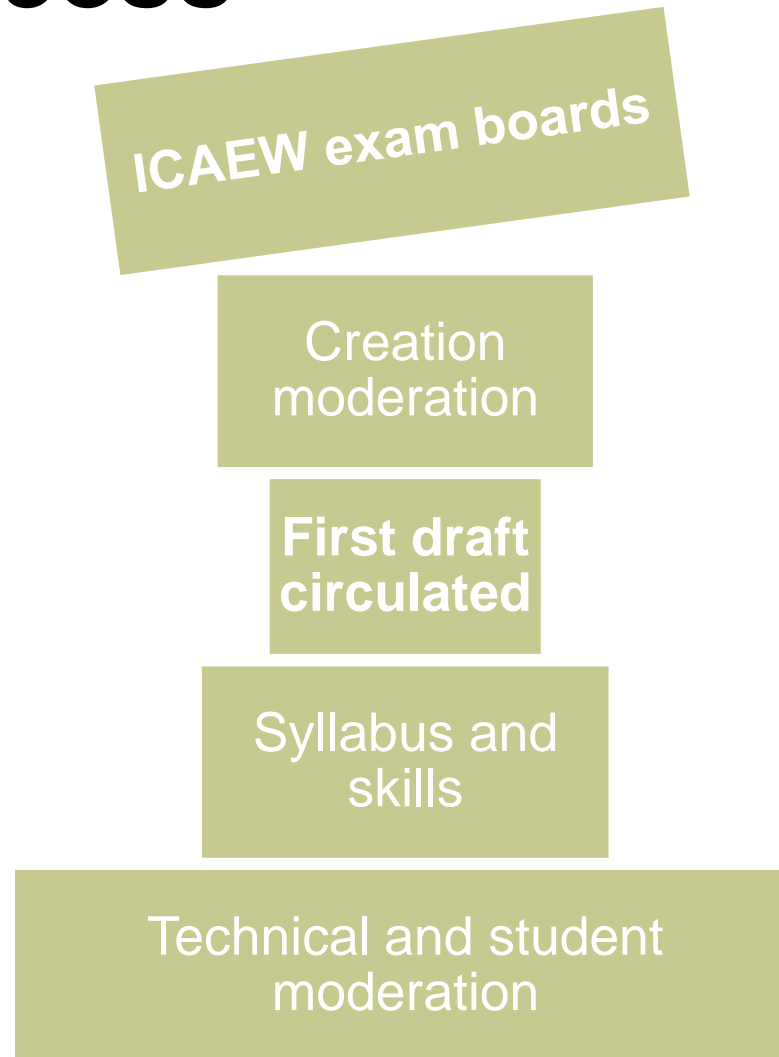 ICAEW exam boards
Creation
moderation
First draft
circulated
Syllabus and
skills
Technical and student
moderation